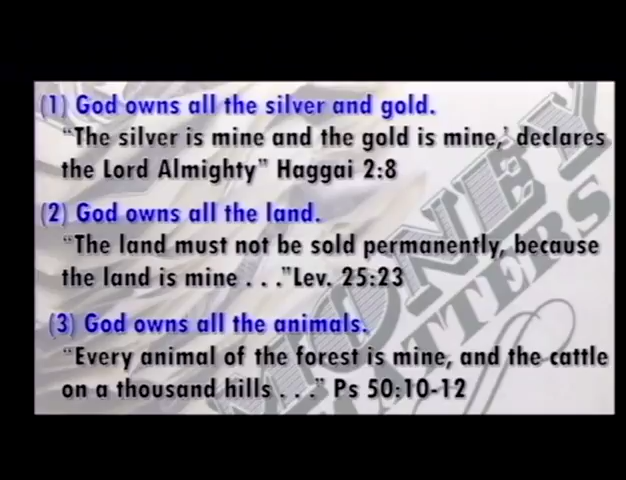 (1) God owns all the silver and gold.
"The silver is mine and the gold is mine,' declares
the Lord Almighty" Haggai 2:8
(2) God owns all the land.
"The land must not be sold permanently, because
the land is mine . . ."Lev. 25:23
(3) God owns all the animals.
"Every animal of the forest is mine, and the cattle
on a thousand hills . . ." Ps 50:10-12
MONEY
MATTERS